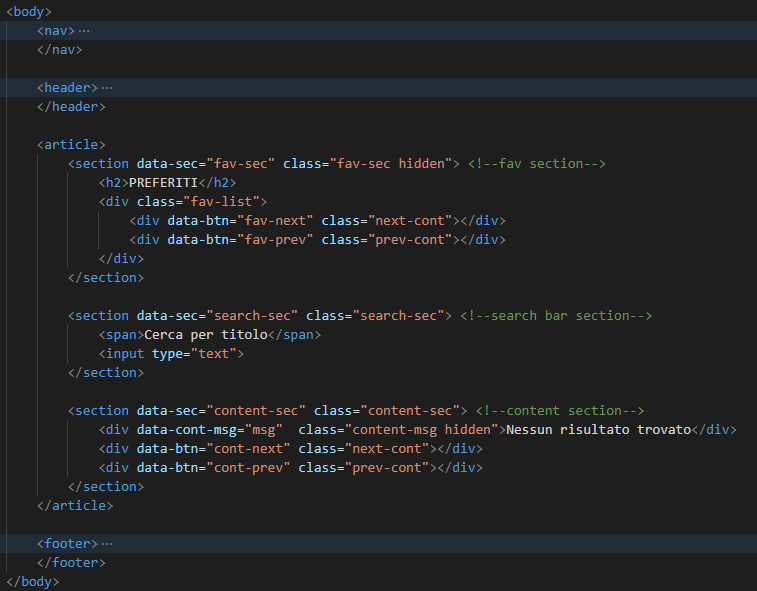 <body>
<nav>…
</nav>
<header>…
</header>
<article>
<section data-sec="fav-sec" class="fav-sec hidden"> <!--fav section-->
<h2>PREFERITI</h2>
<div class="fav-list">
<div data-btn="fav-next" class="next-cont"></div>
<div data-btn="fav-prev" class="prev-cont"></div>
</div>
</section>
<section data-sec="search-sec" class="search-sec"> <!--search bar section-->
<span>Cerca per titolo</span>
<input type="text">
</section>
<section data-sec="content-sec" class="content-sec"> <!--content section-->
<div data-cont-msg="msg"  class="content-msg hidden">Nessun risultato trovato</div>
<div data-btn="cont-next" class="next-cont"></div>
<div data-btn="cont-prev" class="prev-cont"></div>
</section>
</article>
<footer>…
</footer>
</body>